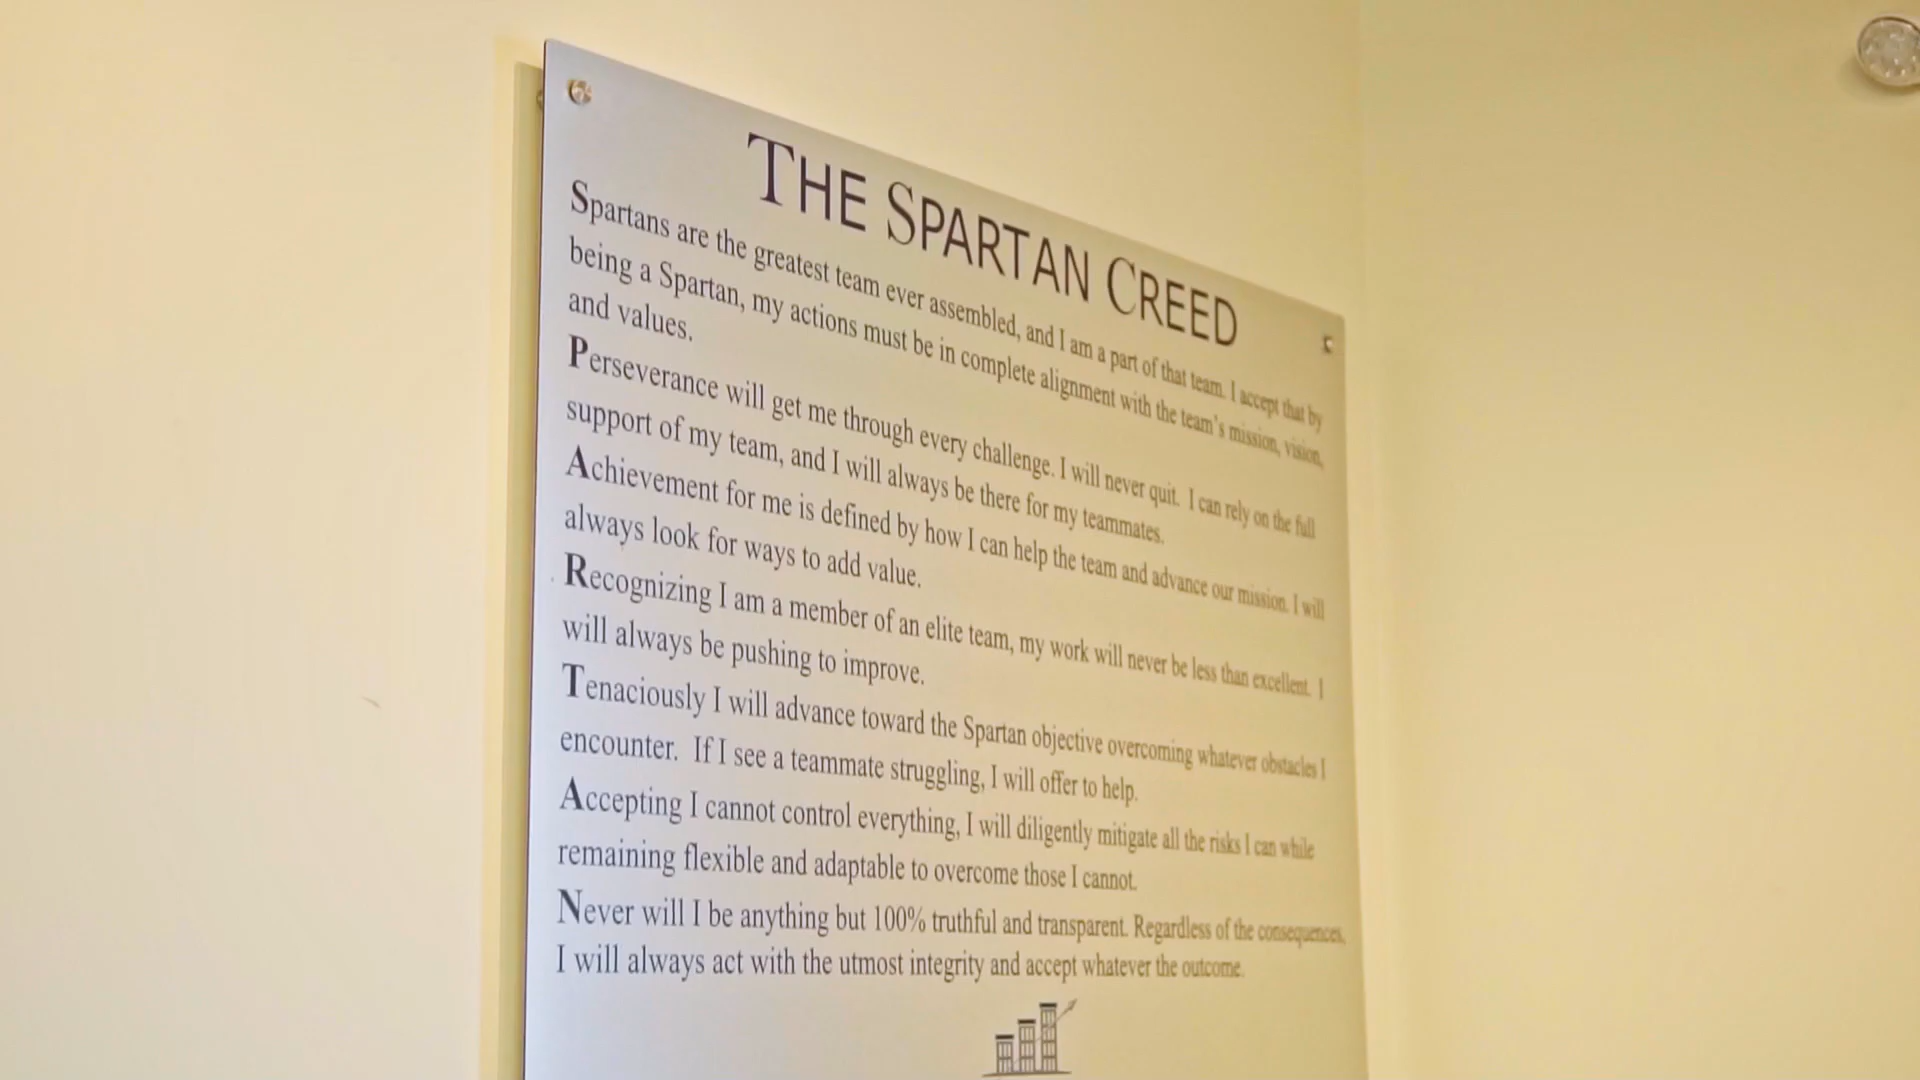 THE SPARTAN CREED
Spartans are the greatest team ever assembled, and I am a part of that team. I accept that by
being a Spartan, my actions must be in complete alignment with the team's mission, vision,
and values.
Perseverance will get me through every challenge. I will never quit. I can rely on the full
support of my team, and I will always be there for my teammates.
Achievement for me is defined by how I can help the team and advance our mission. I will
always look for ways to add value.
Recognizing I am a member of an elite team, my work will never be less than excellent. I
will always be pushing to improve.
Tenaciously I will advance toward the Spartan objective overcoming whatever obstacles I
encounter. If I see a teammate struggling, I will offer to help.
Accepting I cannot control everything, I will diligently mitigate all the risks I can while
remaining flexible and adaptable to overcome those I cannot.
Never will I be anything but 100% truthful and transparent. Regardless of the consequences,
I will always act with the utmost integrity and accept whatever the outcome.